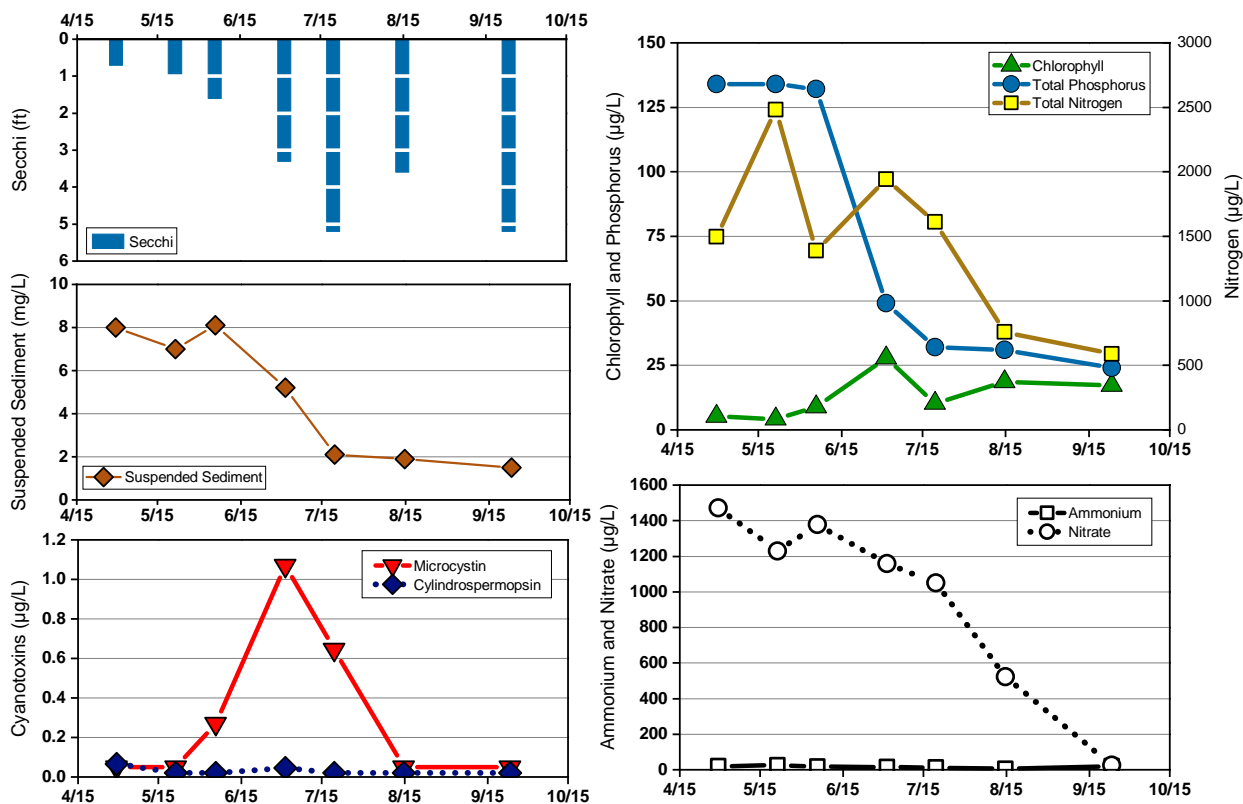 4/15 5/15 6/15 7/15 8/15 9/15 10/15
0
1
2
3
4
5
6
Secchi (ft)
Secchi
10
8
6
4
2
0
Suspended Sediment (mg/L)
Suspended Sediment
4/15 5/15 6/15 7/15 8/15 9/15 10/15
1.2
1.0
0.8
0.6
0.4
0.2
0.0
Cyanotoxins (µg/L)
Microcystin
Cylindrospermopsin
4/15 5/15 6/15 7/15 8/15 9/15 10/15
150
125
100
75
50
25
0
Chlorophyll and Phosphorus (µg/L)
Chlorophyll
Total Phosphorus
Total Nitrogen
3000
2500
2000
1500
1000
500
0
Nitrogen (µg/L)
4/15 5/15 6/15 7/15 8/15 9/15 10/15
1600
1400
1200
1000
800
600
400
200
0
Ammonium and Nitrate (µg/L)
Ammonium
Nitrate
4/15 5/15 6/15 7/15 8/15 9/15 10/15